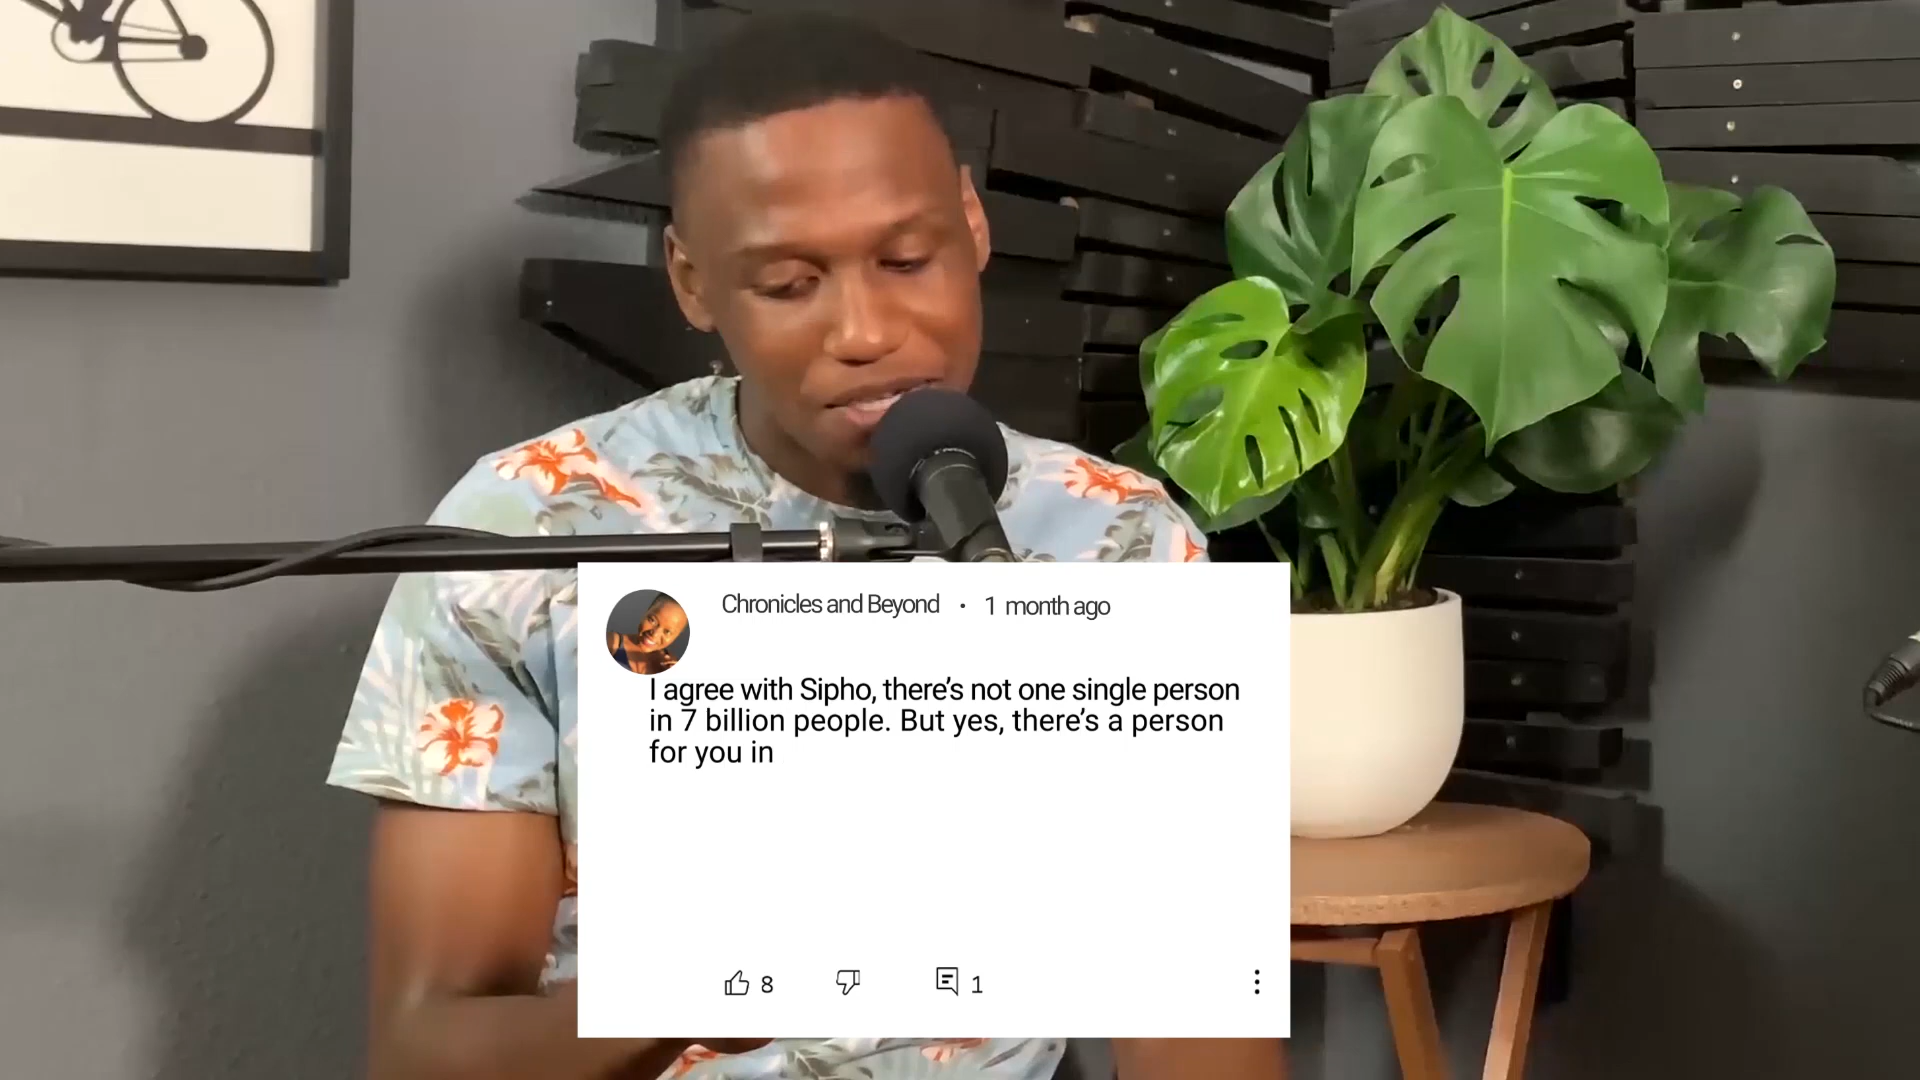 Chronicles and Beyond • 1 month ago
I agree with Sipho, there's not one single person
in 7 billion people. But yes, there's a person
for you in
8 1